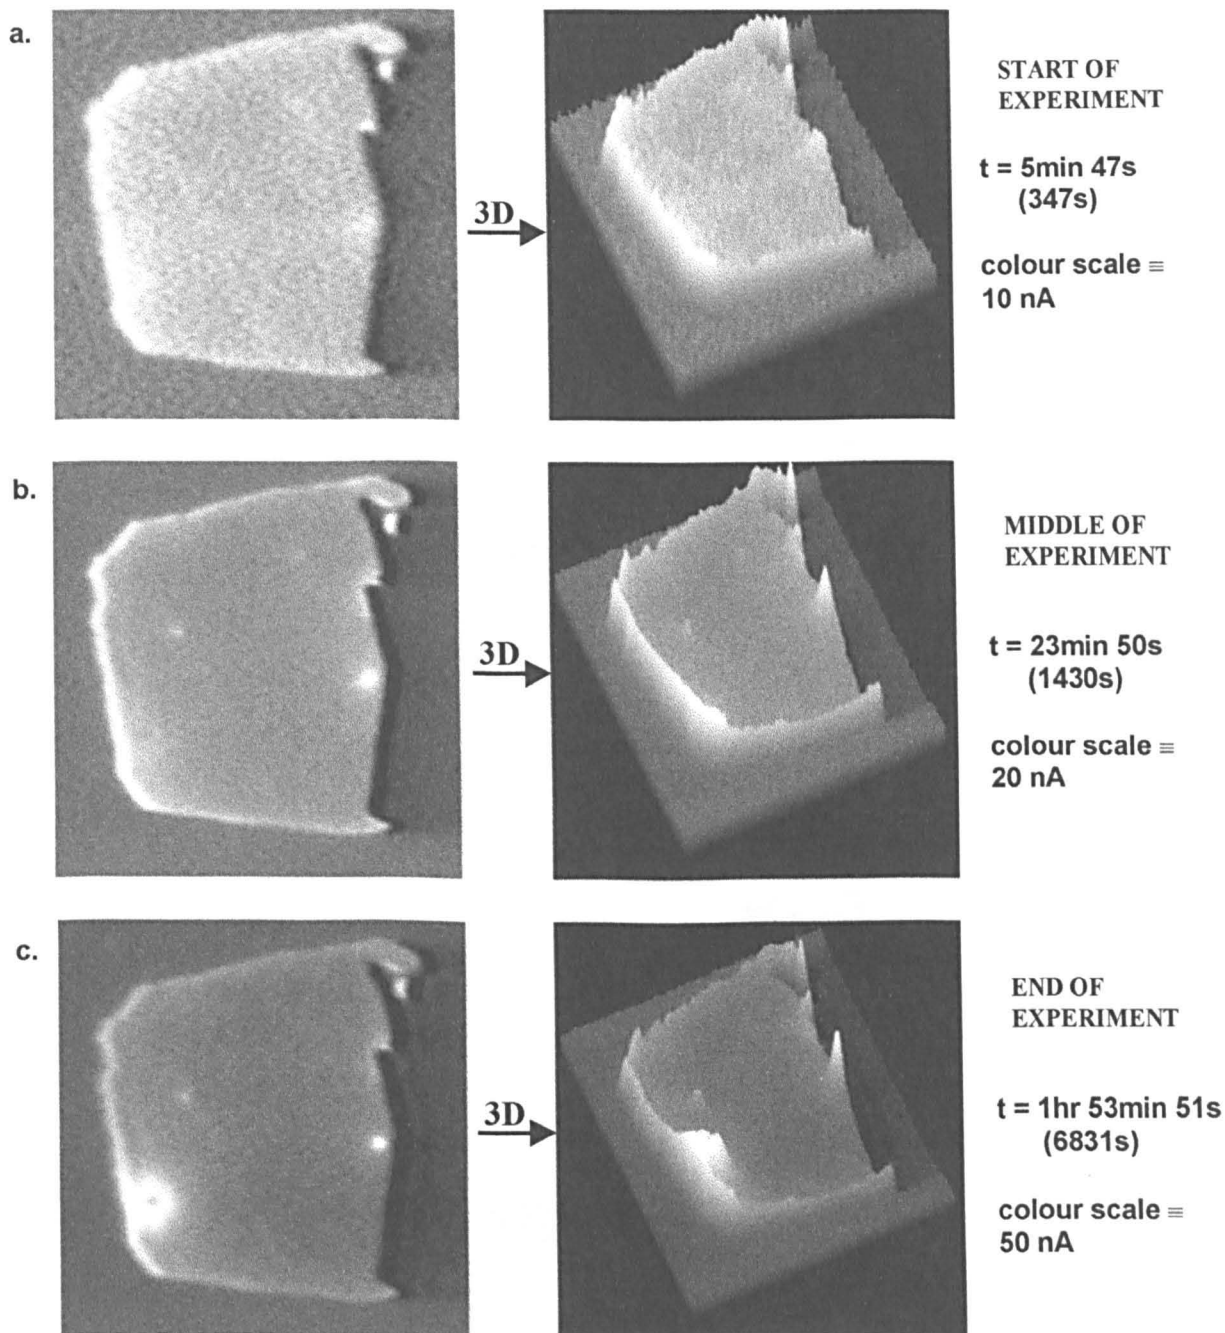 a.
3D
START OF
EXPERIMENT
t = 5min 47s
(347s)
colour scale ≡
10 nA
b.
3D
MIDDLE OF
EXPERIMENT
t = 23min 50s
(1430s)
colour scale ≡
20 nA
c.
3D
END OF
EXPERIMENT
t = 1hr 53min 51s
(6831s)
colour scale ≡
50 nA